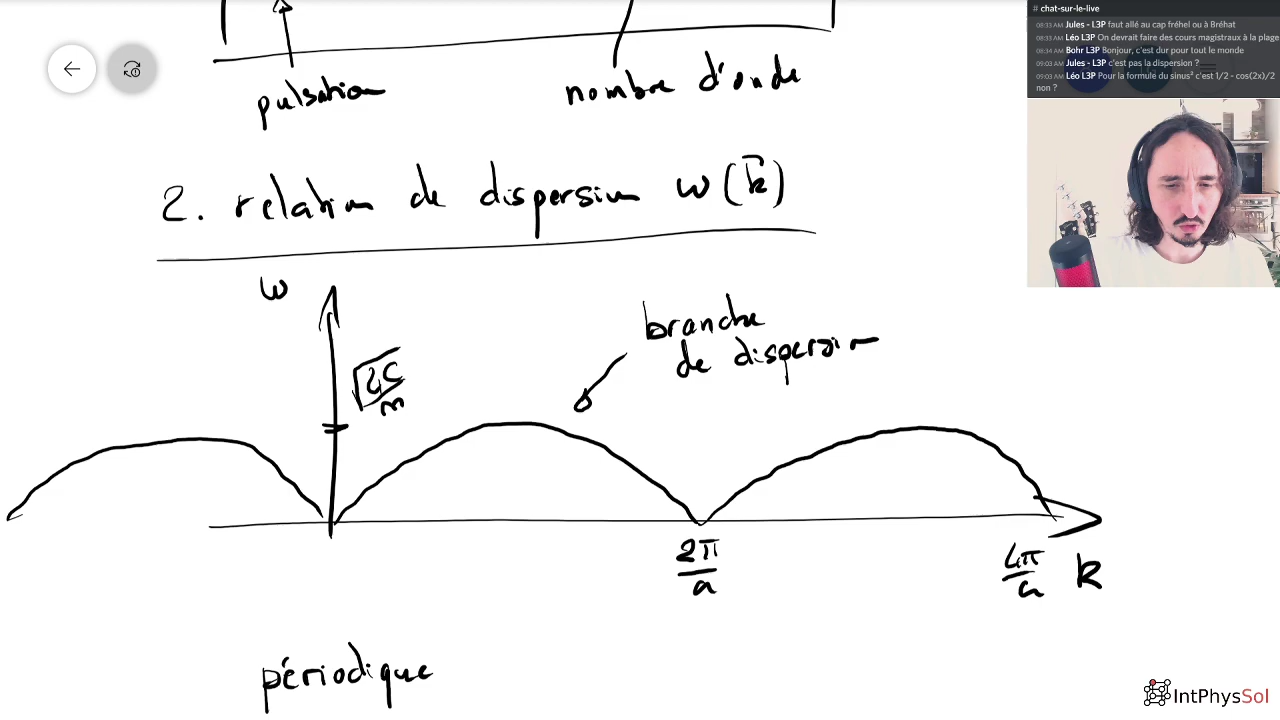 # chat-sur-le-live
08:33 AM Jules - L3P faut allé au cap fréhel ou à Bréhat
08:33 AM Léo L3P On devrait faire des cours magistraux à la plage
08:34 AM Bohr L3P Bonjour, c'est dur pour tout le monde
09:03 AM Jules - L3P c'est pas la dispersion ?
09:03 AM Léo L3P Pour la formule du sinus² c'est 1/2 - cos(2x)/2
non ?
pulsation
nombre d'onde
2. relation de dispersion ω(k⃗)
ω
branche
de dispersion
√(4C/m)
2π/a
4π/a
k
périodique
IntPhysSol